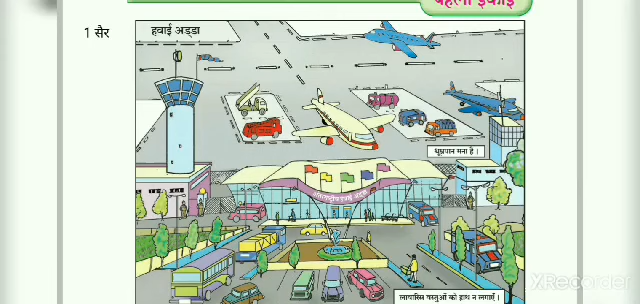 पहली इकाई
1 सैर
हवाई अड्डा
धूम्रपान मना है ।
लावारिस वस्तुओं को हाथ न लगाएँ ।
XRecorder